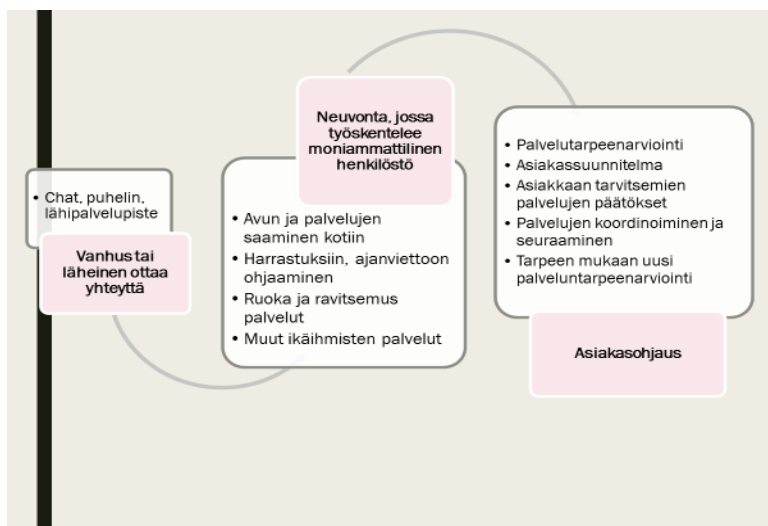 • Chat, puhelin,
lähipalvelupiste
Vanhus tai
läheinen ottaa
yhteyttä
Neuvonta, jossa
työskentelee
moniammattilinen
henkilöstö
• Avun ja palvelujen
saaminen kotiin
• Harrastuksiin, ajanviettoon
ohjaaminen
• Ruoka ja ravitsemus
palvelut
• Muut ikäihmisten palvelut
• Palvelutarpeenarviointi
• Asiakassuunnitelma
• Asiakkaan tarvitsemien
palvelujen päätökset
• Palvelujen koordinoiminen ja
seuraaminen
• Tarpeen mukaan uusi
palveluntarpeenarviointi
Asiakasohjaus